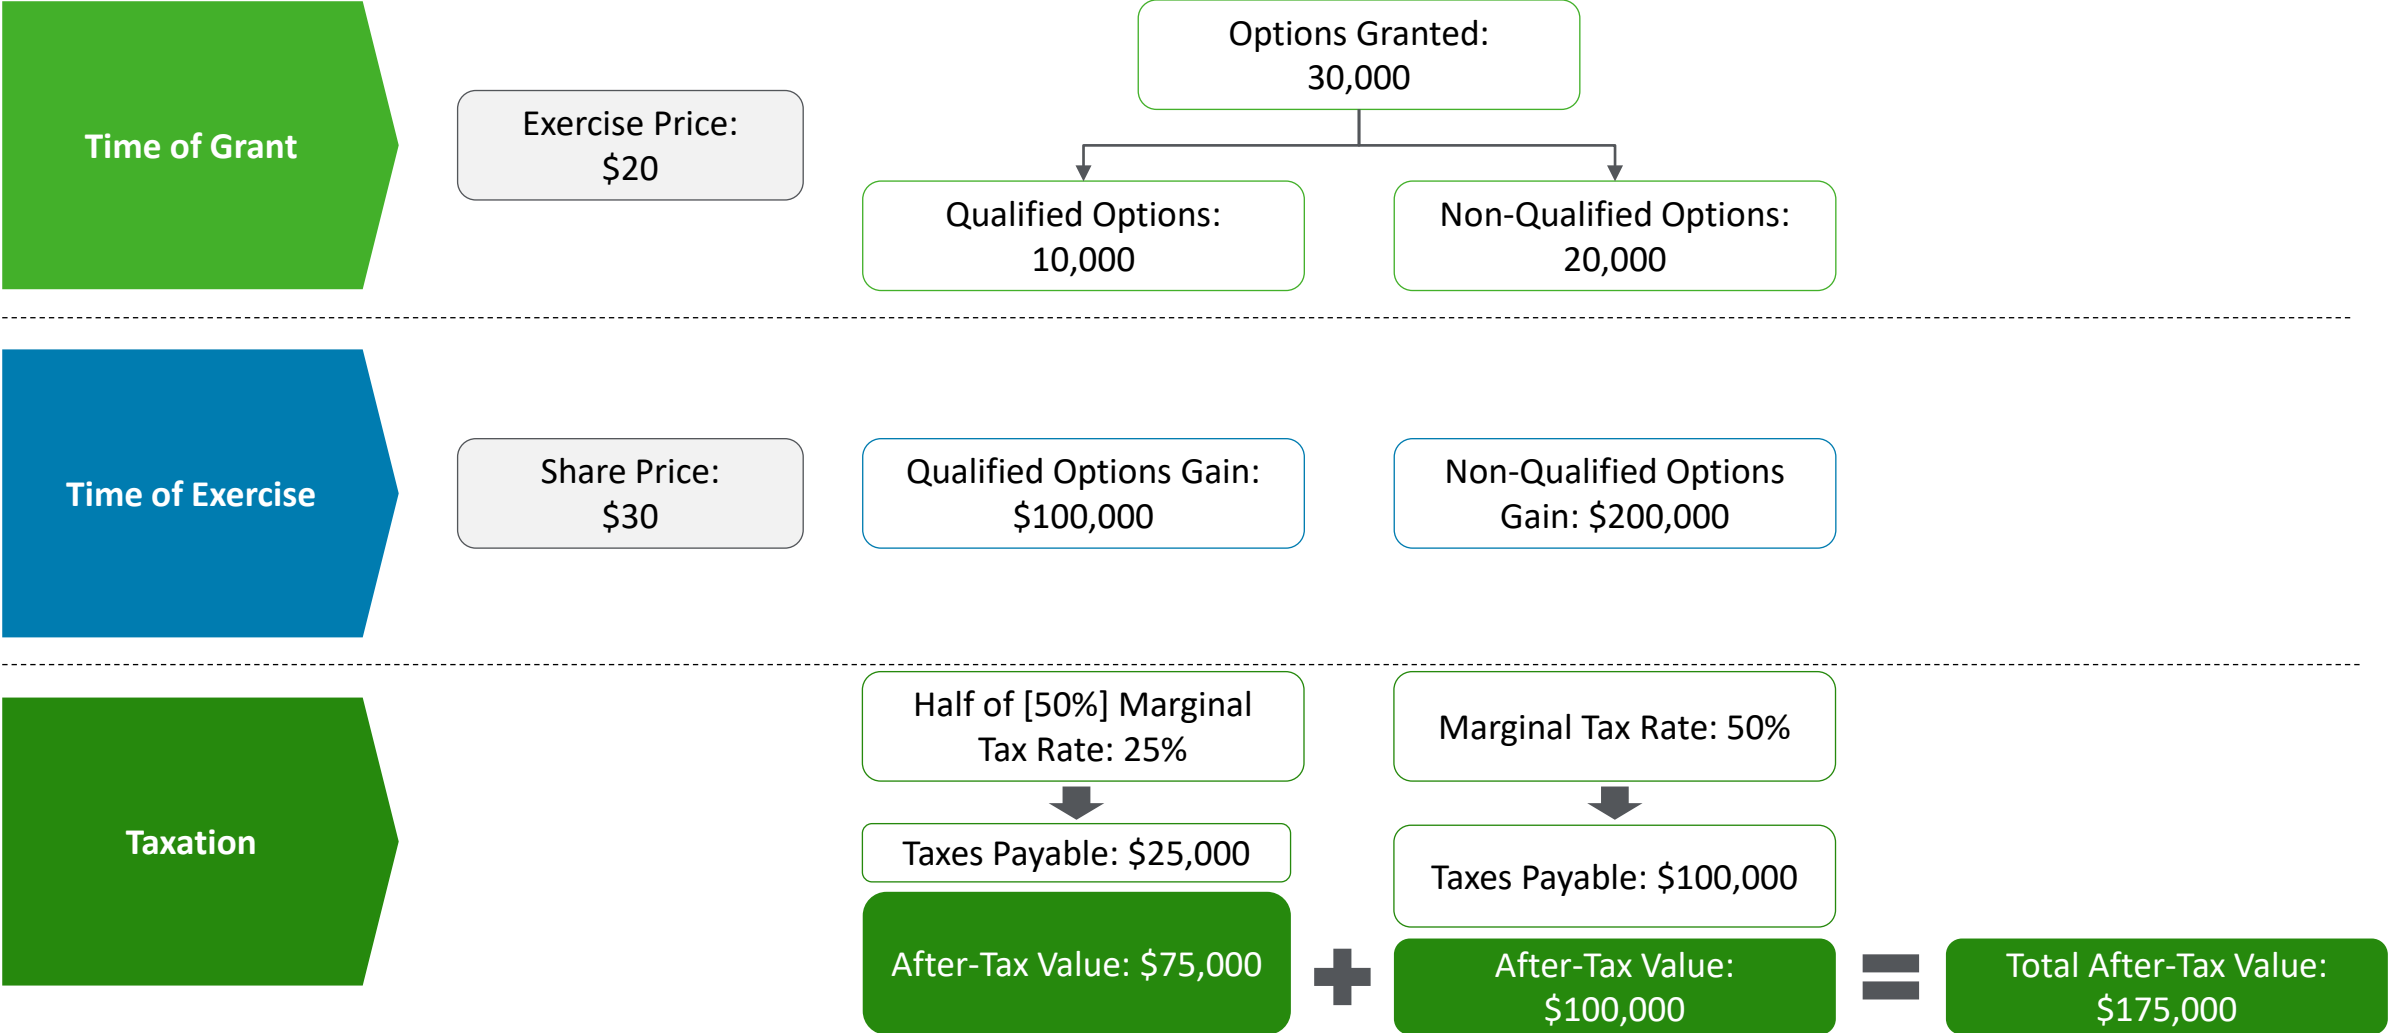 Time of Grant
Exercise Price:
$20
Options Granted:
30,000
Qualified Options:
10,000
Non-Qualified Options:
20,000
Time of Exercise
Share Price:
$30
Qualified Options Gain:
$100,000
Non-Qualified Options
Gain: $200,000
Taxation
Half of [50%] Marginal
Tax Rate: 25%
Marginal Tax Rate: 50%
Taxes Payable: $25,000
Taxes Payable: $100,000
After-Tax Value: $75,000
After-Tax Value:
$100,000
Total After-Tax Value:
$175,000